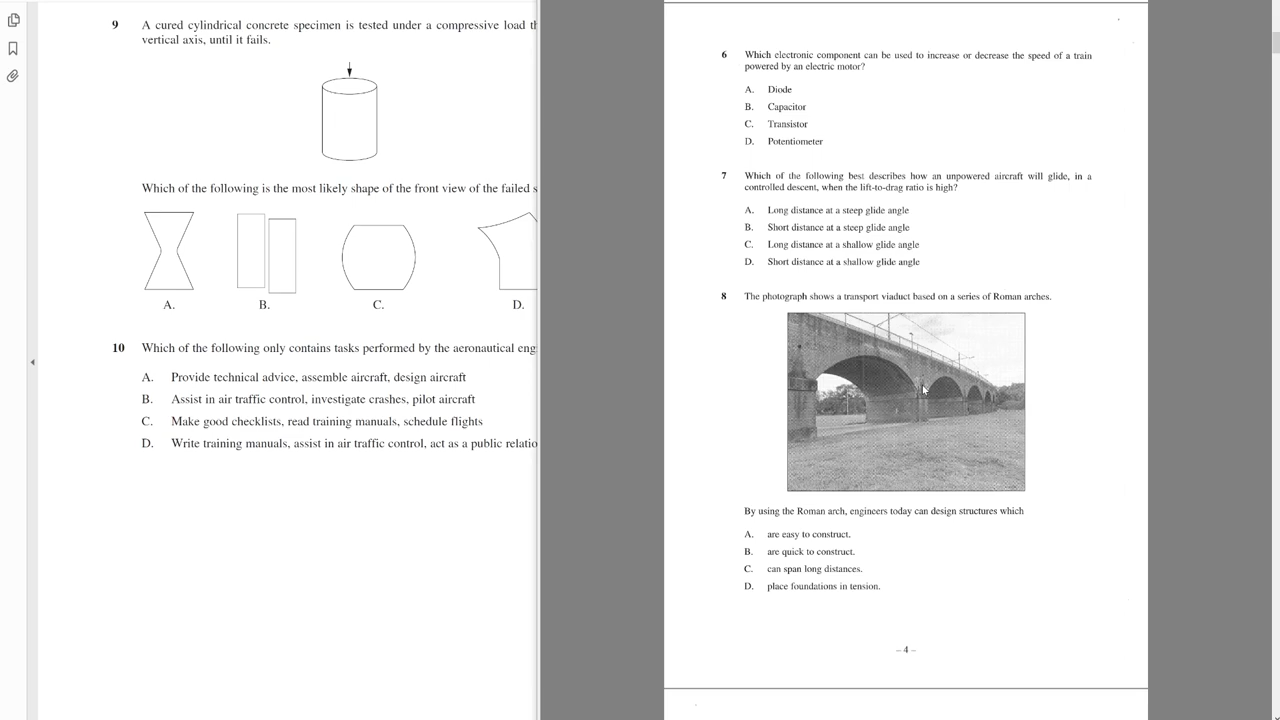 9 A cured cylindrical concrete specimen is tested under a compressive load
vertical axis, until it fails.
Which of the following is the most likely shape of the front view of the failed
A. B. C. D.
10 Which of the following only contains tasks performed by the aeronautical
A. Provide technical advice, assemble aircraft, design aircraft
B. Assist in air traffic control, investigate crashes, pilot aircraft
C. Make good checklists, read training manuals, schedule flights
D. Write training manuals, assist in air traffic control, act as a public
6 Which electronic component can be used to increase or decrease the speed of a train
powered by an electric motor?
A. Diode
B. Capacitor
C. Transistor
D. Potentiometer
7 Which of the following best describes how an unpowered aircraft will glide, in a
controlled descent, when the lift-to-drag ratio is high?
A. Long distance at a steep glide angle
B. Short distance at a steep glide angle
C. Long distance at a shallow glide angle
D. Short distance at a shallow glide angle
8 The photograph shows a transport viaduct based on a series of Roman arches.
By using the Roman arch, engineers today can design structures which
A. are easy to construct.
B. are quick to construct.
C. can span long distances.
D. place foundations in tension.
– 4 –